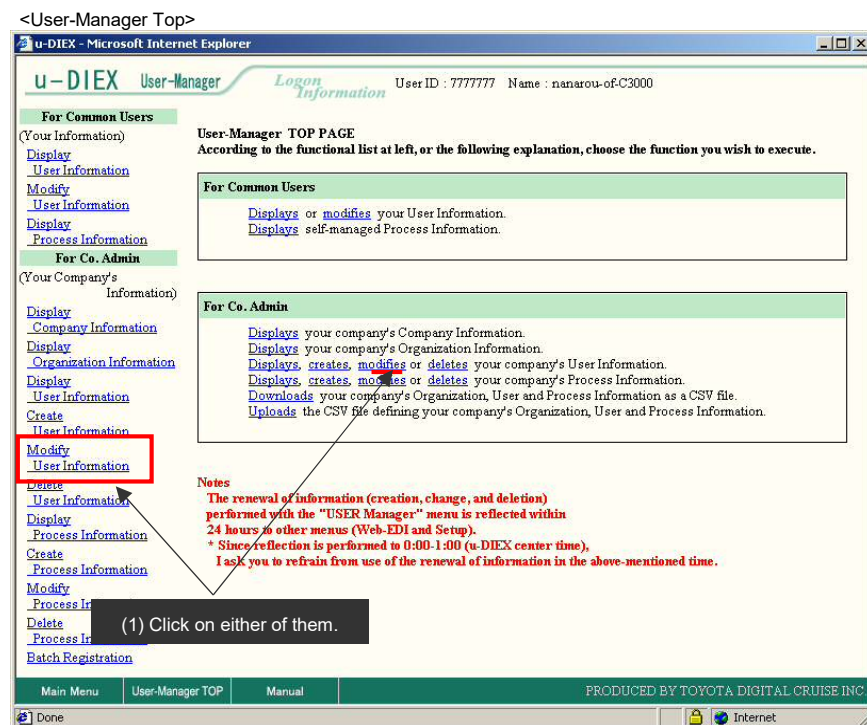 <User-Manager Top>
u-DIEX - Microsoft Internet Explorer
u-DIEX User-Manager Logon Information User ID : 7777777 Name : nanarou-of-C3000
For Common Users
(Your Information)
Display
User Information
Modify
User Information
Display
Process Information
For Co. Admin
(Your Company's
Information)
Display
Company Information
Display
Organization Information
Display
User Information
Create
User Information
Modify
User Information
Delete
User Information
Display
Process Information
Create
Process Information
Modify
Process In
Delete
Process In
Batch Registration
User-Manager TOP PAGE
According to the functional list at left, or the following explanation, choose the function you wish to execute.
For Common Users
Displays or modifies your User Information.
Displays self-managed Process Information.
For Co. Admin
Displays your company's Company Information.
Displays your company's Organization Information.
Displays, creates, modifies or deletes your company's User Information.
Displays, creates, modifies or deletes your company's Process Information.
Downloads your company's Organization, User and Process Information as a CSV file.
Uploads the CSV file defining your company's Organization, User and Process Information.
Notes
The renewal of information (creation, change, and deletion)
performed with the "USER Manager" menu is reflected within
24 hours to other menus (Web-EDI and Setup).
* Since reflection is performed to 0:00-1:00 (u-DIEX center time),
I ask you to refrain from use of the renewal of information in the above-mentioned time.
(1) Click on either of them.
Main Menu User-Manager TOP Manual PRODUCED BY TOYOTA DIGITAL CRUISE INC.
Done Internet